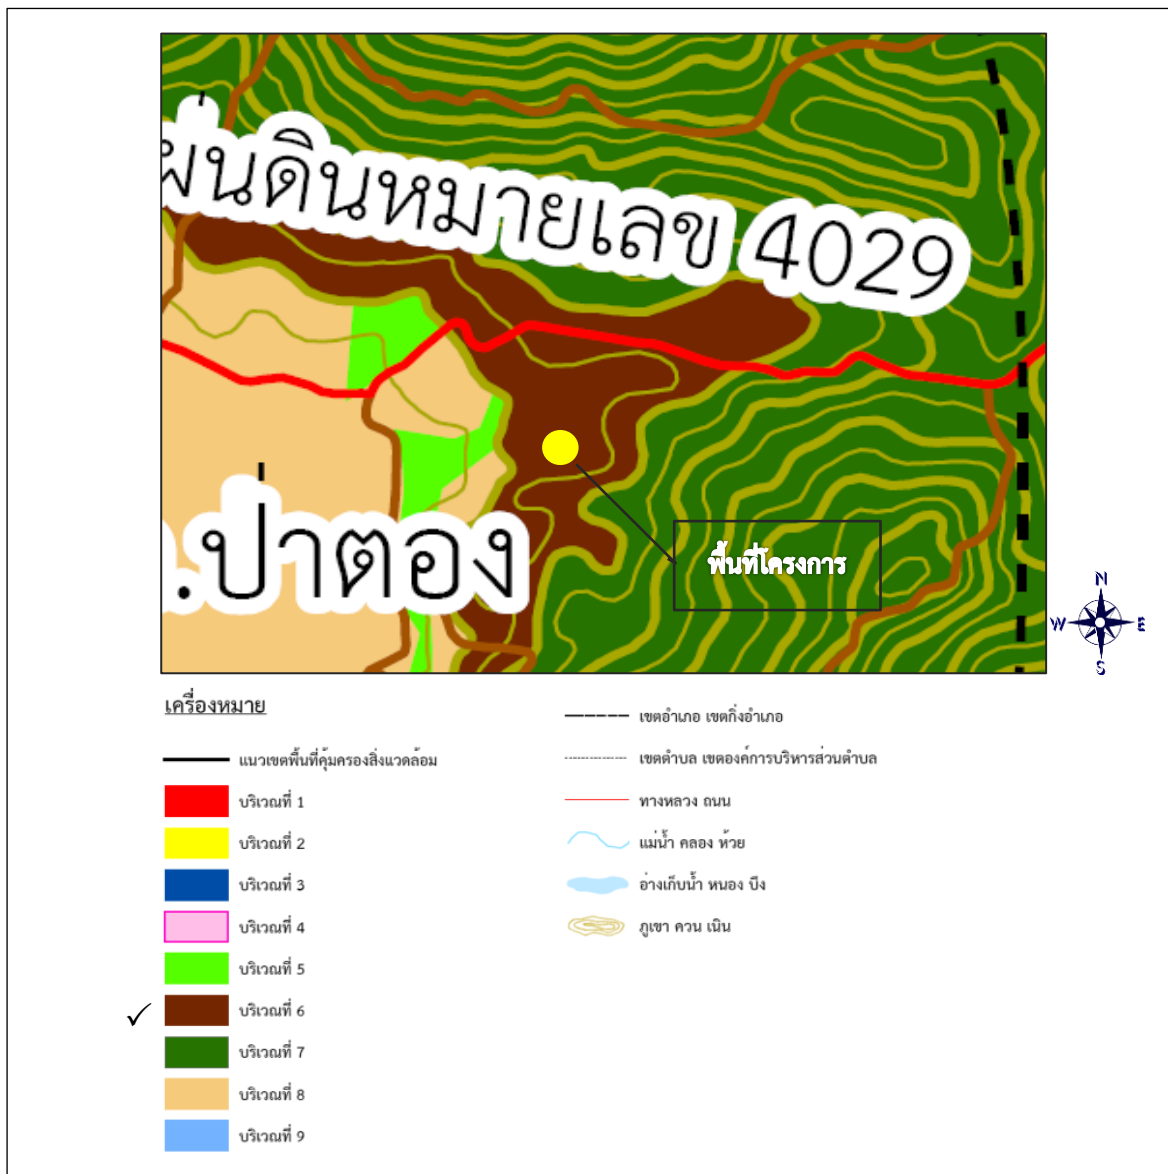 ผ่นดินหมายเลข 4029
.ป่าตอง
พื้นที่โครงการ
N
W E
S
เครื่องหมาย
แนวเขตพื้นที่คุ้มครองสิ่งแวดล้อม
บริเวณที่ 1
บริเวณที่ 2
บริเวณที่ 3
บริเวณที่ 4
บริเวณที่ 5
✓ บริเวณที่ 6
บริเวณที่ 7
บริเวณที่ 8
บริเวณที่ 9
เขตอำเภอ เขตกิ่งอำเภอ
เขตตำบล เขตองค์การบริหารส่วนตำบล
ทางหลวง ถนน
แม่น้ำ คลอง ห้วย
อ่างเก็บน้ำ หนอง บึง
ภูเขา ควน เนิน